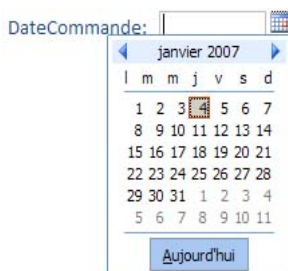 DateCommande:
janvier 2007
l m m j v s d
1 2 3 4 5 6 7
8 9 10 11 12 13 14
15 16 17 18 19 20 21
22 23 24 25 26 27 28
29 30 31 1 2 3 4
5 6 7 8 9 10 11
Aujourd'hui